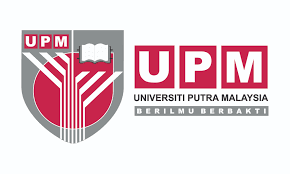 UPM
UPM
UNIVERSITI PUTRA MALAYSIA
BERILMU BERBAKTI